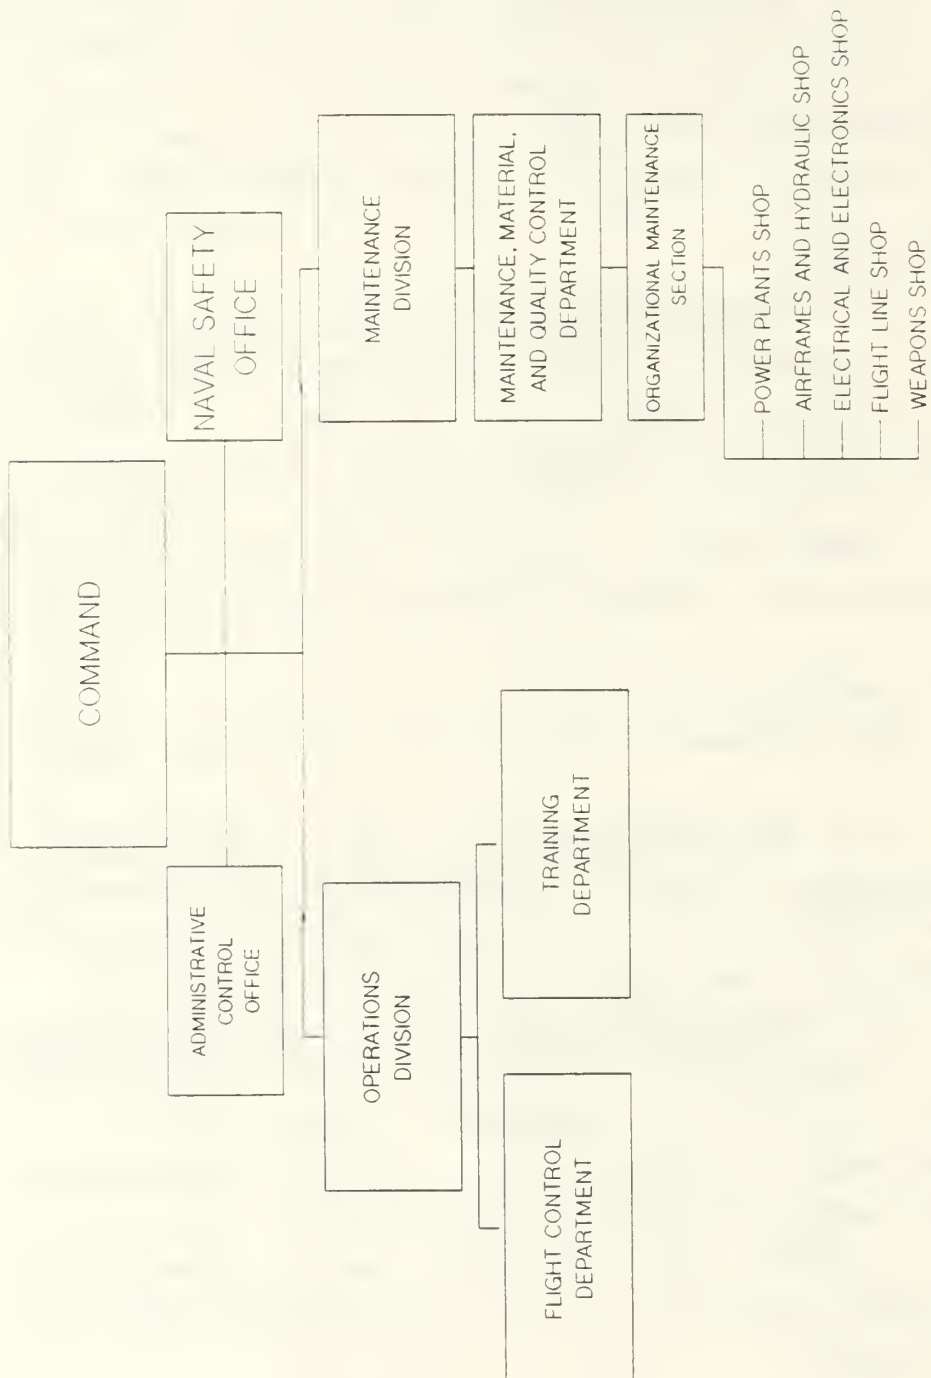 COMMAND
ADMINISTRATIVE
CONTROL
OFFICE
NAVAL SAFETY
OFFICE
OPERATIONS
DIVISION
MAINTENANCE
DIVISION
FLIGHT CONTROL
DEPARTMENT
TRAINING
DEPARTMENT
MAINTENANCE, MATERIAL,
AND QUALITY CONTROL
DEPARTMENT
ORGANIZATIONAL MAINTENANCE
SECTION
POWER PLANTS SHOP
AIRFRAMES AND HYDRAULIC SHOP
ELECTRICAL AND ELECTRONICS SHOP
FLIGHT LINE SHOP
WEAPONS SHOP